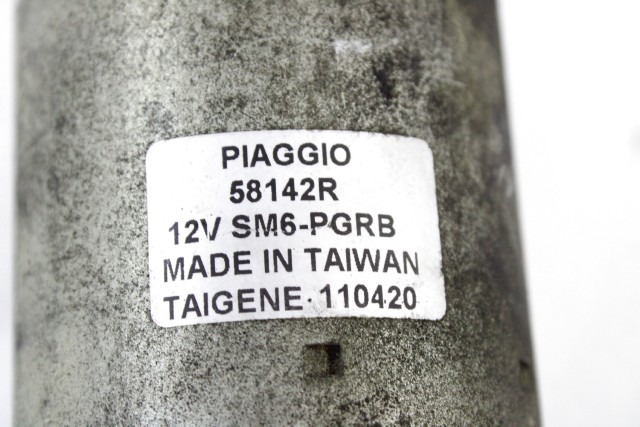 PIAGGIO
58142R
12V SM6-PGRB
MADE IN TAIWAN
TAIGENE· 110420